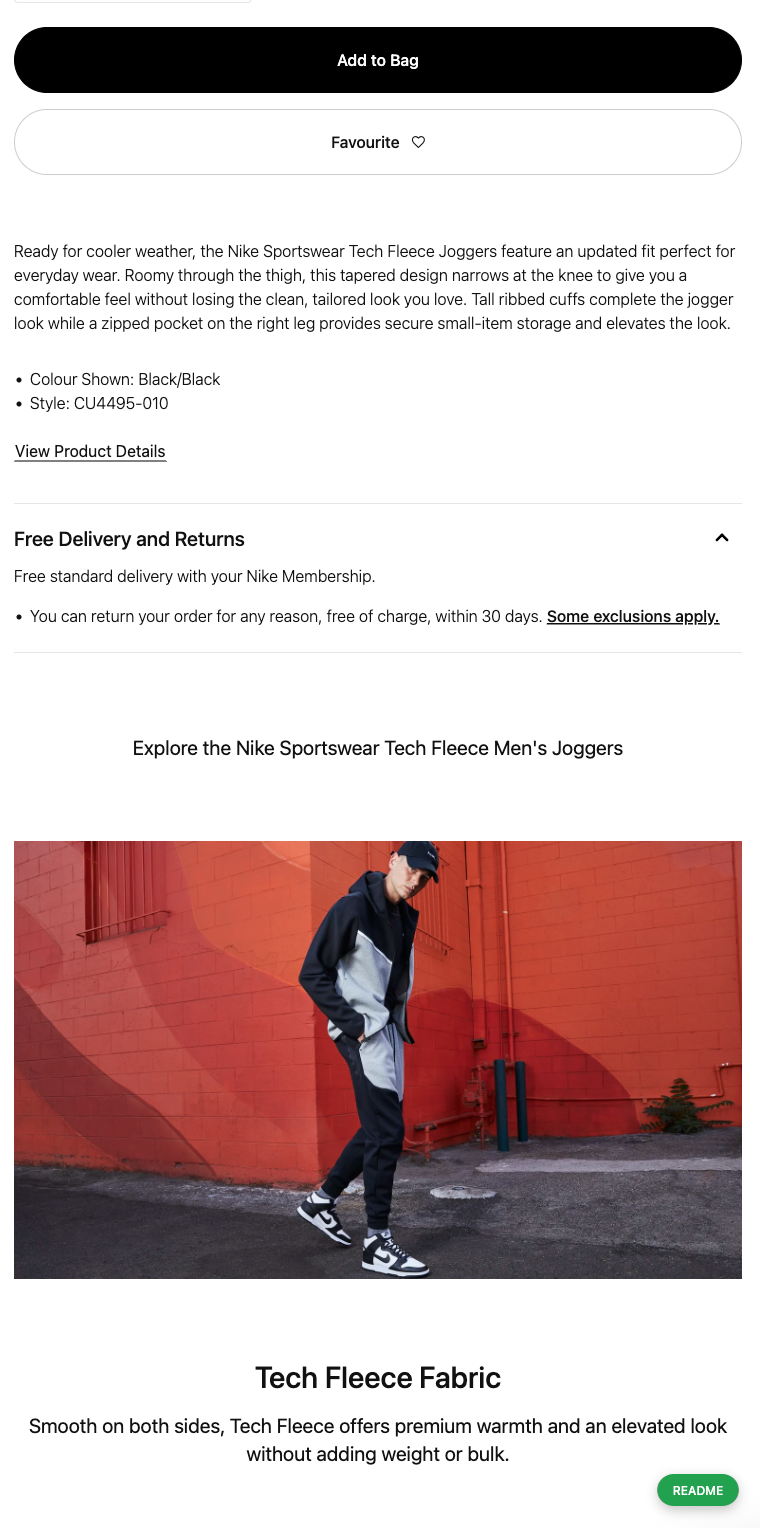 Add to Bag
Favourite
Ready for cooler weather, the Nike Sportswear Tech Fleece Joggers feature an updated fit perfect for
everyday wear. Roomy through the thigh, this tapered design narrows at the knee to give you a
comfortable feel without losing the clean, tailored look you love. Tall ribbed cuffs complete the jogger
look while a zipped pocket on the right leg provides secure small-item storage and elevates the look.
• Colour Shown: Black/Black
• Style: CU4495-010
View Product Details
Free Delivery and Returns
Free standard delivery with your Nike Membership.
• You can return your order for any reason, free of charge, within 30 days. Some exclusions apply.
Explore the Nike Sportswear Tech Fleece Men's Joggers
Tech Fleece Fabric
Smooth on both sides, Tech Fleece offers premium warmth and an elevated look
without adding weight or bulk.
README